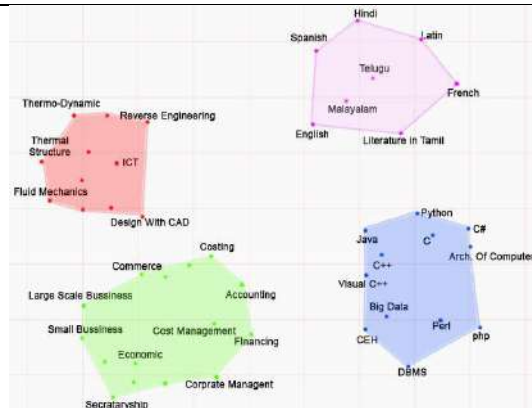 Hindi
Spanish
Latin
Telugu
French
Malayalam
English
Literature in Tamil
Thermo-Dynamic
Reverse Engineering
Thermal
Structure
ICT
Fluid Mechanics
Design With CAD
Python
C#
Java
C
Arch. Of Computer
C++
Visual C++
Big Data
Perl
CEH
php
DBMS
Costing
Commerce
Accounting
Large Scale Bussiness
Small Bussiness
Cost Management
Financing
Economic
Corprate Managent
Secrataryship